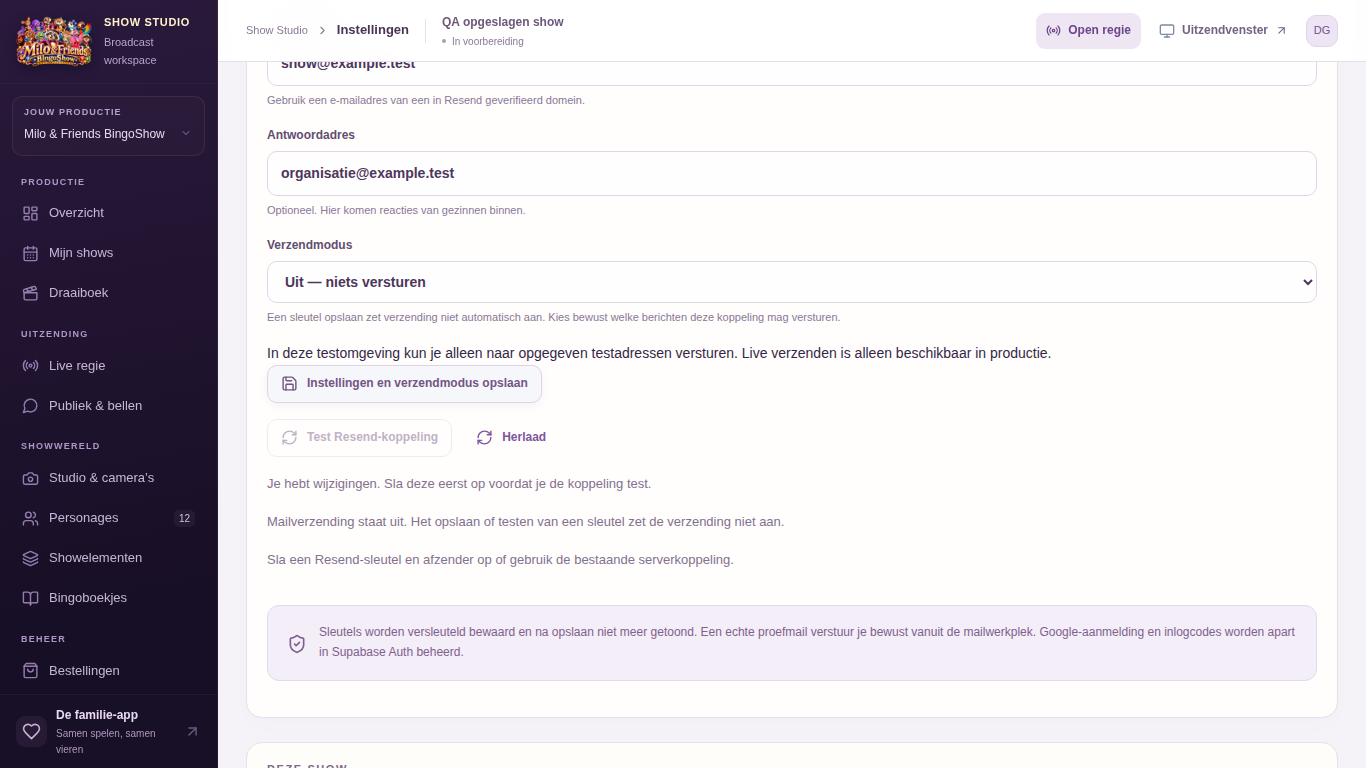 Milo & Friends
BingoShow
SHOW STUDIO
Broadcast
workspace
JOUW PRODUCTIE
Milo & Friends BingoShow
PRODUCTIE
Overzicht
Mijn shows
Draaiboek
UITZENDING
Live regie
Publiek & bellen
SHOWWERELD
Studio & camera's
Personages 12
Showelementen
Bingoboekjes
BEHEER
Bestellingen
De familie-app
Samen spelen, samen
vieren
Show Studio > Instellingen
QA opgeslagen show
In voorbereiding
Open regie
Uitzendvenster
DG
show@example.test
Gebruik een e-mailadres van een in Resend geverifieerd domein.
Antwoordadres
organisatie@example.test
Optioneel. Hier komen reacties van gezinnen binnen.
Verzendmodus
Uit — niets versturen
Een sleutel opslaan zet verzending niet automatisch aan. Kies bewust welke berichten deze koppeling mag versturen.
In deze testomgeving kun je alleen naar opgegeven testadressen versturen. Live verzenden is alleen beschikbaar in productie.
Instellingen en verzendmodus opslaan
Test Resend-koppeling
Herlaad
Je hebt wijzigingen. Sla deze eerst op voordat je de koppeling test.
Mailverzending staat uit. Het opslaan of testen van een sleutel zet de verzending niet aan.
Sla een Resend-sleutel en afzender op of gebruik de bestaande serverkoppeling.
Sleutels worden versleuteld bewaard en na opslaan niet meer getoond. Een echte proefmail verstuur je bewust vanuit de mailwerkplek. Google-aanmelding en inlogcodes worden apart
in Supabase Auth beheerd.
DEZE SHOW